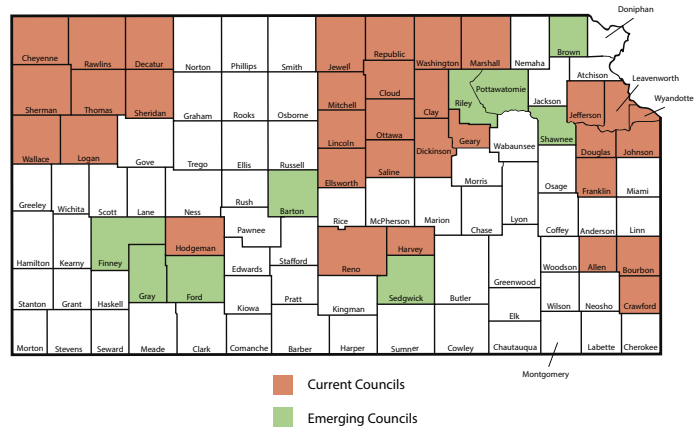 Doniphan
Cheyenne
Rawlins
Decatur
Norton
Phillips
Smith
Jewell
Republic
Washington
Marshall
Nemaha
Brown
Atchison
Leavenworth
Wyandotte
Sherman
Thomas
Sheridan
Graham
Rooks
Osborne
Mitchell
Cloud
Clay
Riley
Pottawatomie
Jackson
Jefferson
Wallace
Logan
Gove
Trego
Ellis
Russell
Lincoln
Ottawa
Dickinson
Geary
Wabaunsee
Shawnee
Douglas
Johnson
Ellsworth
Saline
Morris
Osage
Franklin
Miami
Greeley
Wichita
Scott
Lane
Ness
Rush
Barton
Rice
McPherson
Marion
Chase
Lyon
Coffey
Anderson
Linn
Pawnee
Hamilton
Kearny
Finney
Hodgeman
Stafford
Edwards
Reno
Harvey
Greenwood
Woodson
Allen
Bourbon
Stanton
Grant
Haskell
Gray
Ford
Kiowa
Pratt
Kingman
Sedgwick
Butler
Elk
Wilson
Neosho
Crawford
Morton
Stevens
Seward
Meade
Clark
Comanche
Barber
Harper
Sumner
Cowley
Chautauqua
Labette
Cherokee
Montgomery
Current Councils
Emerging Councils